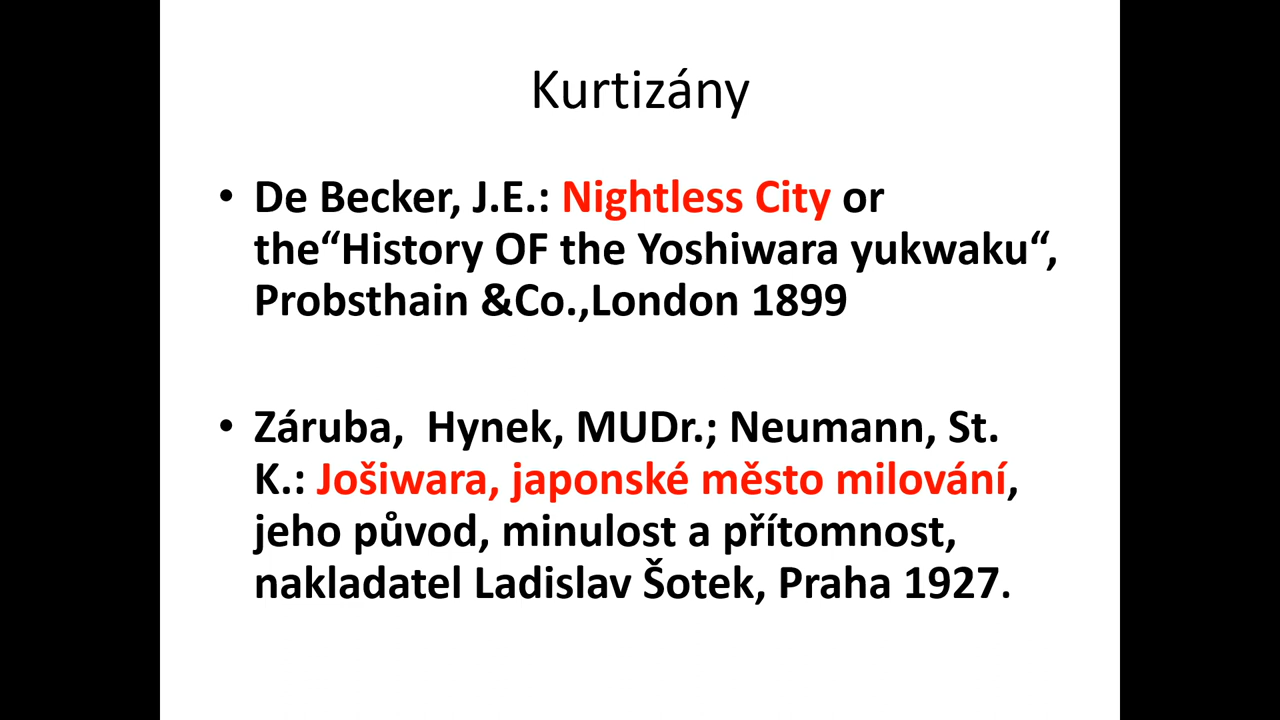 Kurtizány
• De Becker, J.E.: Nightless City or
the“History OF the Yoshiwara yukwaku“,
Probsthain &Co.,London 1899
• Záruba,  Hynek, MUDr.; Neumann, St.
K.: Jošiwara, japonské město milování,
jeho původ, minulost a přítomnost,
nakladatel Ladislav Šotek, Praha 1927.